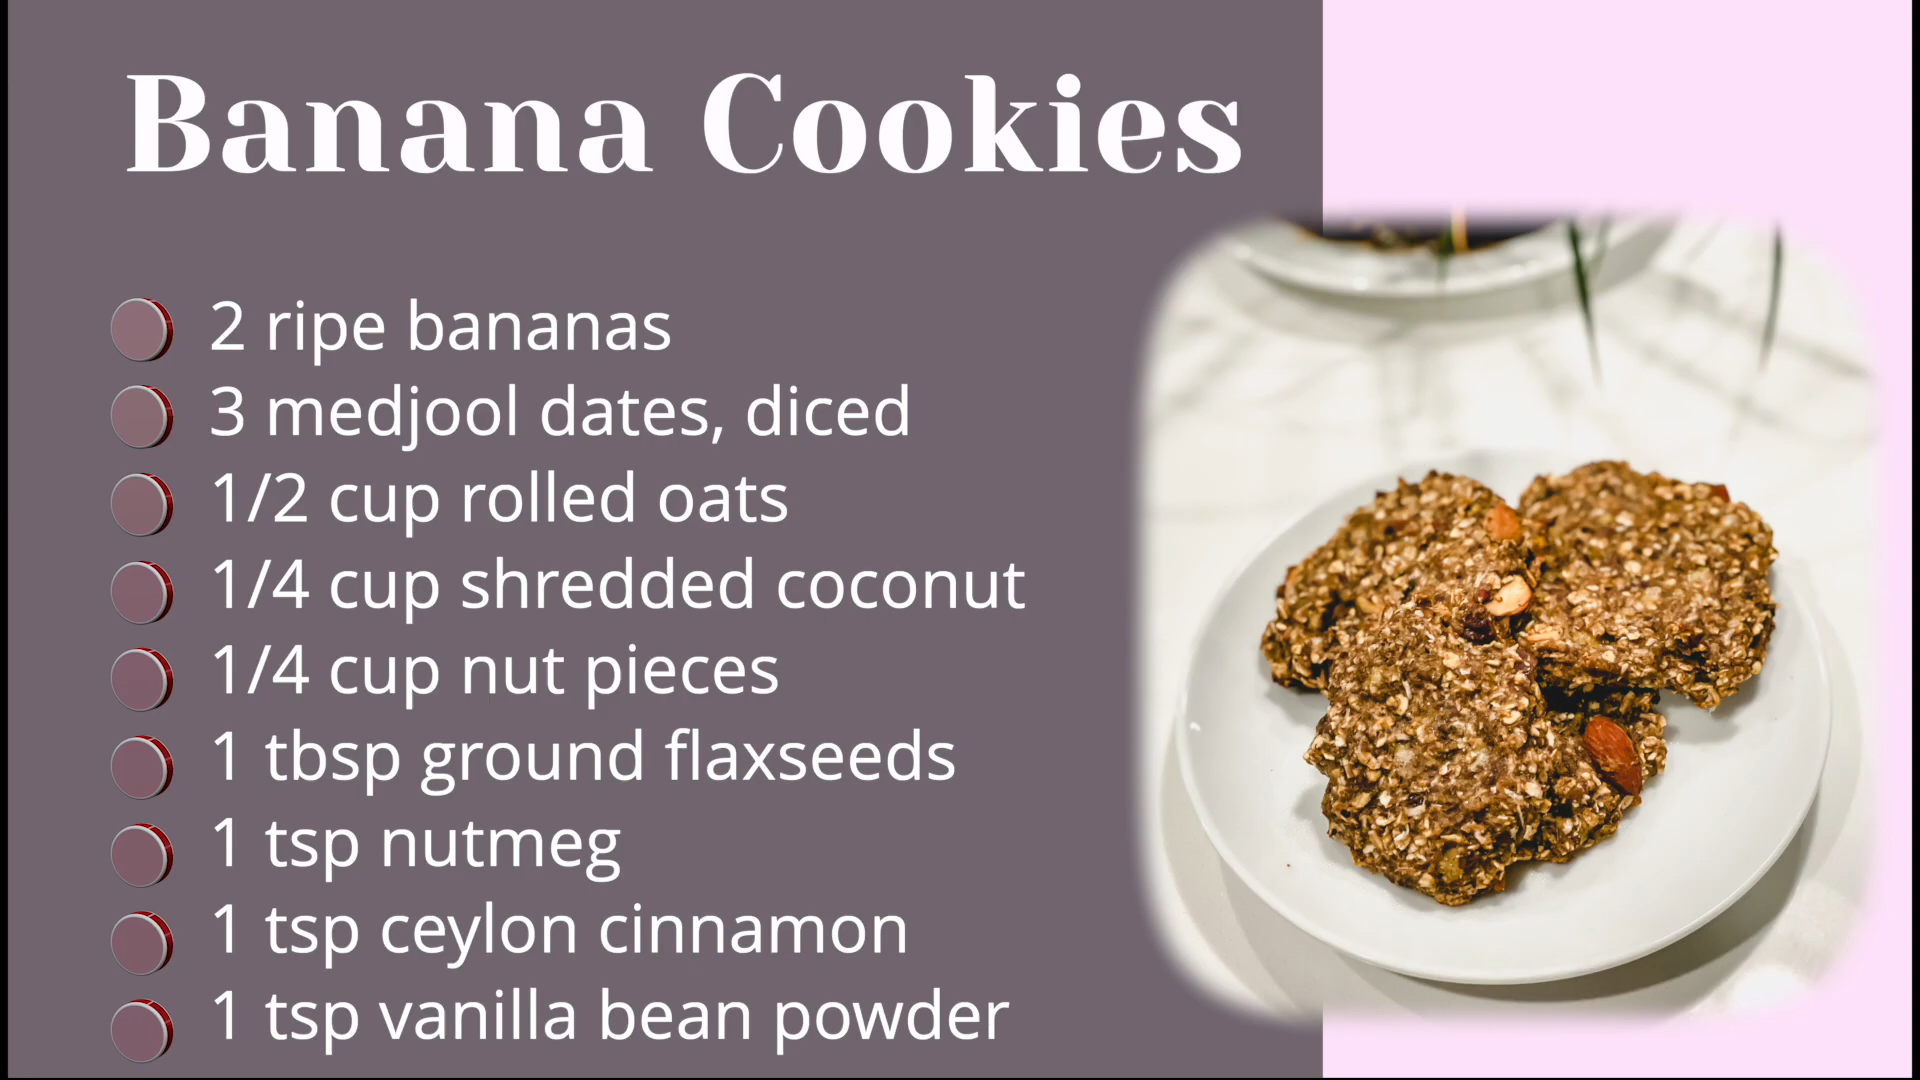 Banana Cookies
2 ripe bananas
3 medjool dates, diced
1/2 cup rolled oats
1/4 cup shredded coconut
1/4 cup nut pieces
1 tbsp ground flaxseeds
1 tsp nutmeg
1 tsp ceylon cinnamon
1 tsp vanilla bean powder